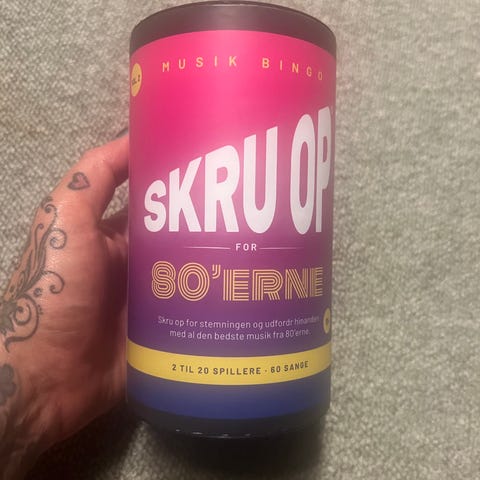 MUSIK BINGO
SKRU OP
FOR
80'ERNE
Skru op for stemningen og udfordr hinanden
med al den bedste musik fra 80'erne.
2 TIL 20 SPILLERE · 60 SANGE